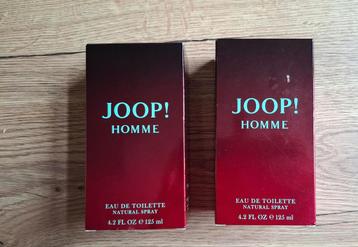 JOOP!
HOMME
EAU DE TOILETTE
NATURAL SPRAY
4.2 FL OZ ℮ 125 ml
JOOP!
HOMME
EAU DE TOILETTE
NATURAL SPRAY
4.2 FL OZ ℮ 125 ml